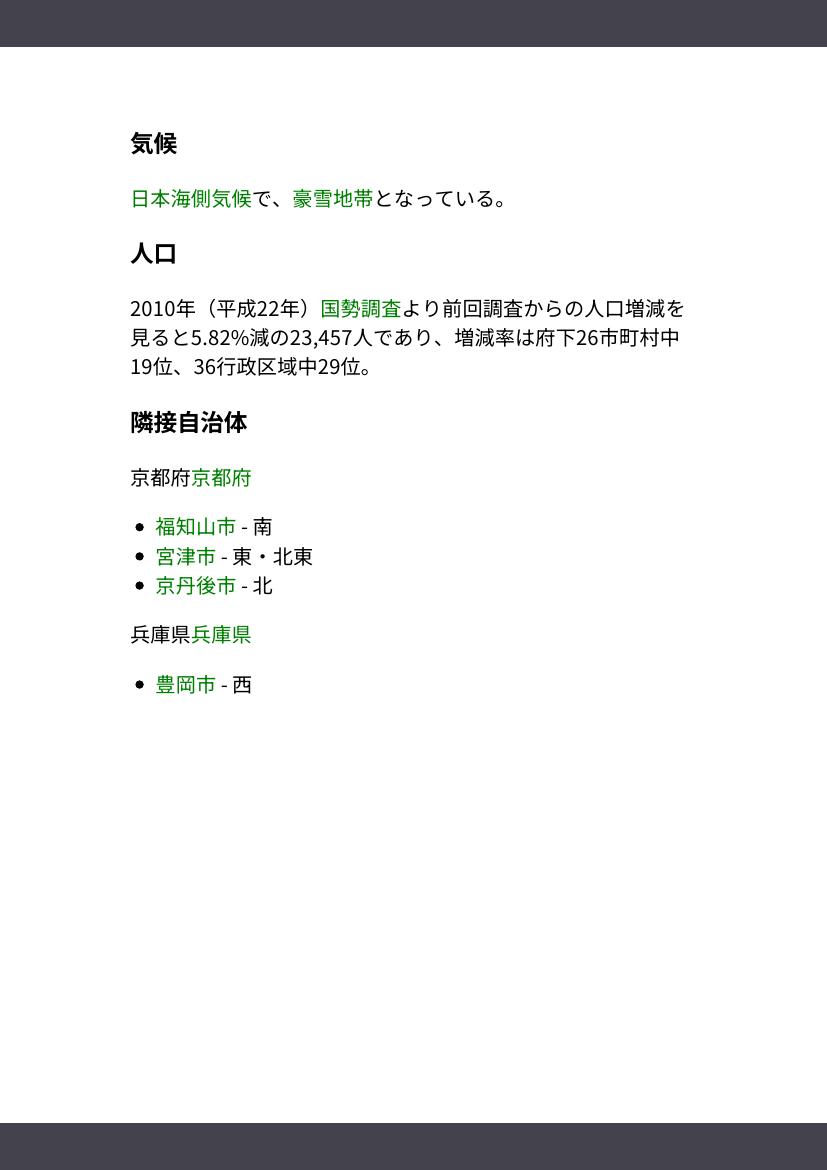 気候
日本海側気候で、豪雪地帯となっている。
人口
2010年（平成22年）国勢調査より前回調査からの人口増減を
見ると5.82%減の23,457人であり、増減率は府下26市町村中
19位、36行政区域中29位。
隣接自治体
京都府京都府
• 福知山市 - 南
• 宮津市 - 東・北東
• 京丹後市 - 北
兵庫県兵庫県
• 豊岡市 - 西